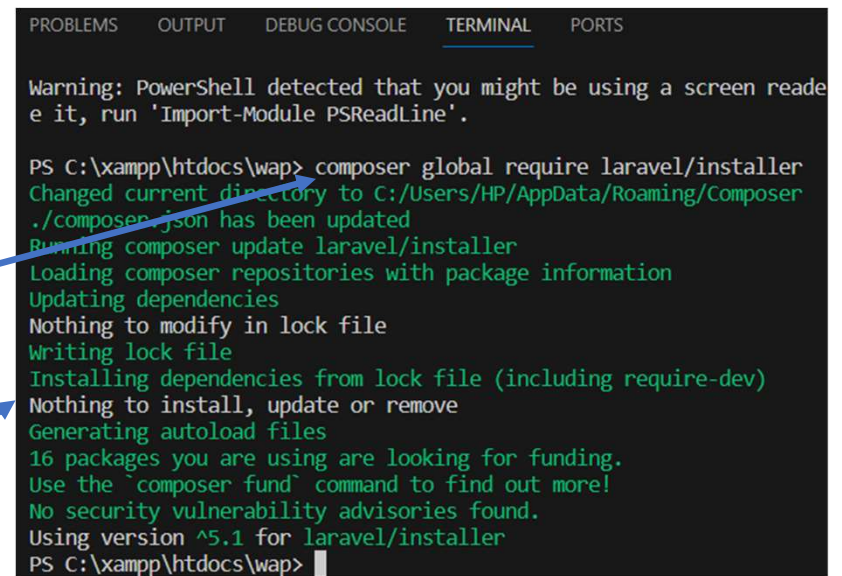 PROBLEMS OUTPUT DEBUG CONSOLE TERMINAL PORTS
Warning: PowerShell detected that you might be using a screen reade
e it, run 'Import-Module PSReadLine'.
PS C:\xampp\htdocs\wap> composer global require laravel/installer
Changed current directory to C:/Users/HP/AppData/Roaming/Composer
./composer.json has been updated
Running composer update laravel/installer
Loading composer repositories with package information
Updating dependencies
Nothing to modify in lock file
Writing lock file
Installing dependencies from lock file (including require-dev)
Nothing to install, update or remove
Generating autoload files
16 packages you are using are looking for funding.
Use the `composer fund` command to find out more!
No security vulnerability advisories found.
Using version ^5.1 for laravel/installer
PS C:\xampp\htdocs\wap>